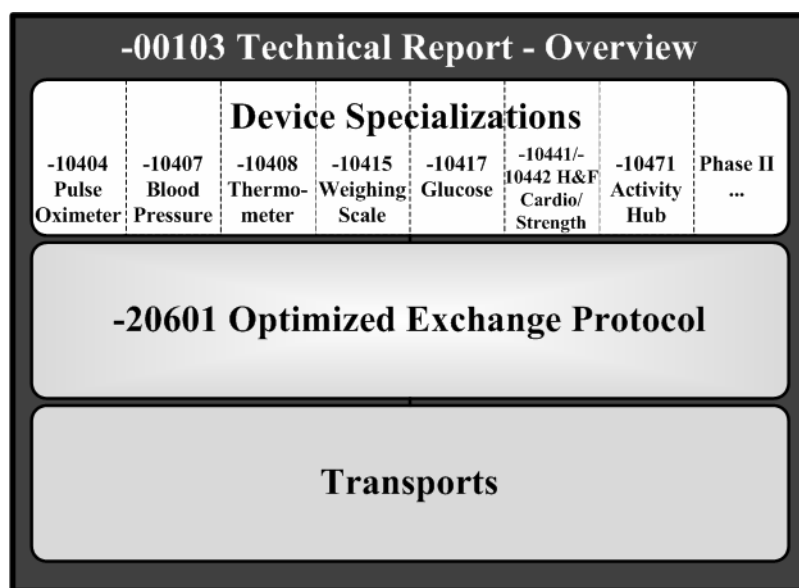 -00103 Technical Report - Overview
Device Specializations
-10404
Pulse
Oximeter
-10407
Blood
Pressure
-10408
Thermo-
meter
-10415
Weighing
Scale
-10417
Glucose
-10441/-
10442 H&F
Cardio/
Strength
-10471
Activity
Hub
Phase II
...
-20601 Optimized Exchange Protocol
Transports